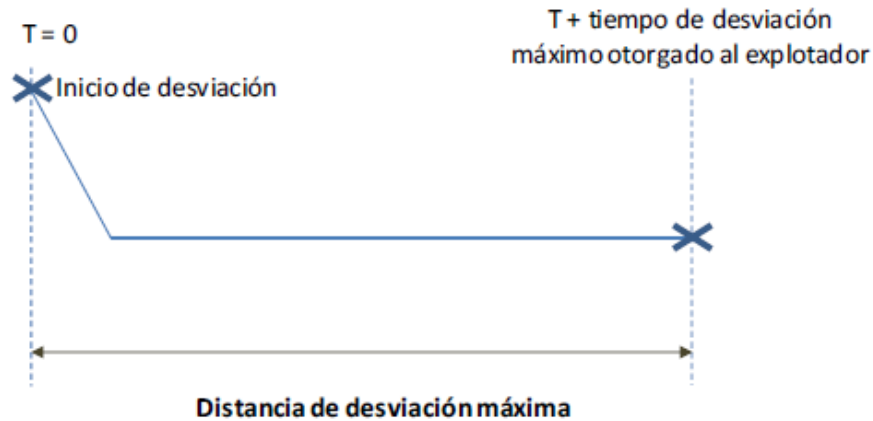 T = 0
T + tiempo de desviación
máximo otorgado al explotador
Inicio de desviación
Distancia de desviación máxima